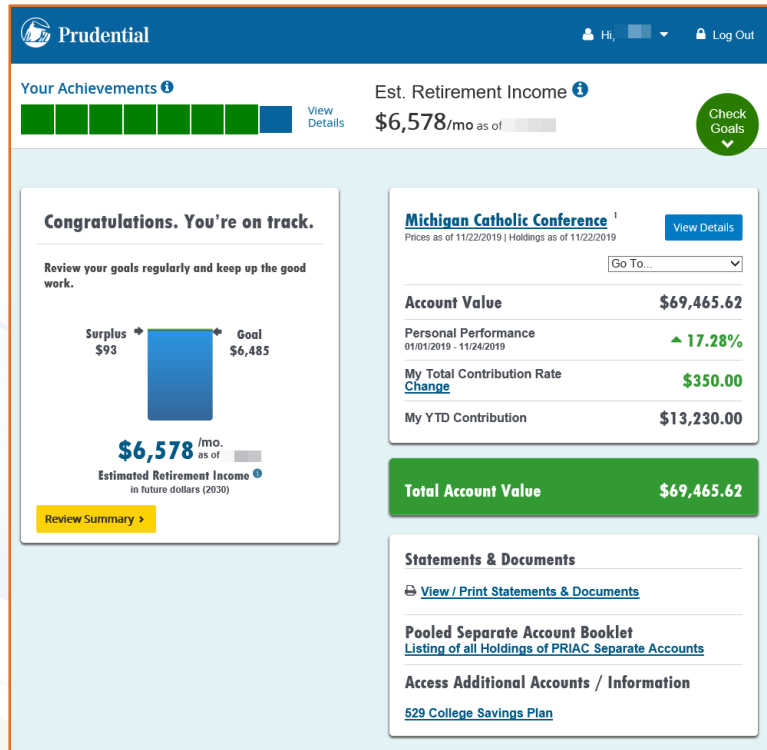 Prudential
Hi,
Log Out
Your Achievements
View
Details
Est. Retirement Income
$6,578/mo as of
Check
Goals
Congratulations. You're on track.
Review your goals regularly and keep up the good
work.
Surplus
$93
Goal
$6,485
$6,578 /mo.
as of
Estimated Retirement Income
in future dollars (2030)
Review Summary >
Michigan Catholic Conference 1
View Details
Prices as of 11/22/2019 | Holdings as of 11/22/2019
Go To...
Account Value $69,465.62
Personal Performance
01/01/2019 - 11/24/2019
17.28%
My Total Contribution Rate
Change
$350.00
My YTD Contribution $13,230.00
Total Account Value $69,465.62
Statements & Documents
View / Print Statements & Documents
Pooled Separate Account Booklet
Listing of all Holdings of PRIAC Separate Accounts
Access Additional Accounts / Information
529 College Savings Plan